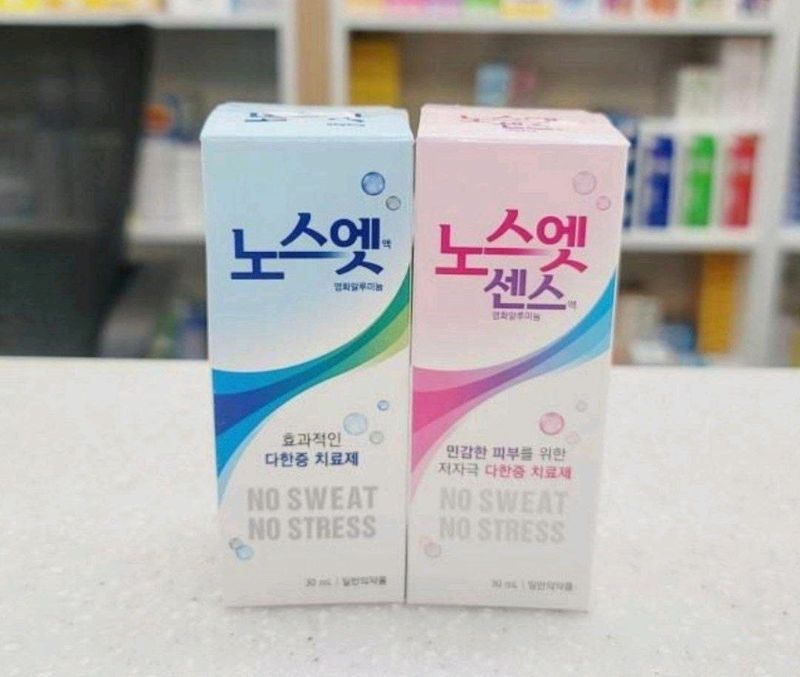 노스엣액
염화알루미늄
효과적인
다한증 치료제
NO SWEAT
NO STRESS
30 mL | 일반의약품
노스엣
센스액
염화알루미늄
민감한 피부를 위한
저자극 다한증 치료제
NO SWEAT
NO STRESS
30 mL | 일반의약품